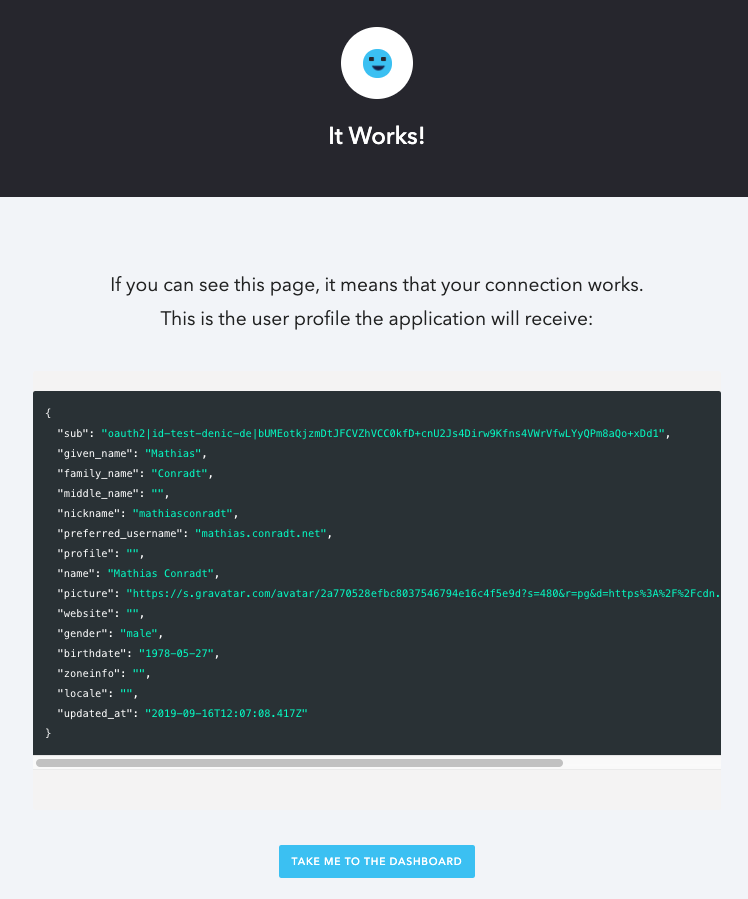 It Works!
If you can see this page, it means that your connection works.
This is the user profile the application will receive:
{
"sub": "oauth2|id-test-denic-de|bUMEotkjzmDtJFCVZhVCC0kfD+cnU2Js4Dirw9Kfns4VWrVfwLYyQPm8aQo+xDd1",
"given_name": "Mathias",
"family_name": "Conradt",
"middle_name": "",
"nickname": "mathiasconradt",
"preferred_username": "mathias.conradt.net",
"profile": "",
"name": "Mathias Conradt",
"picture": "https://s.gravatar.com/avatar/2a770528efbc8037546794e16c4f5e9d?s=480&r=pg&d=https%3A%2F%2Fcdn.
"website": "",
"gender": "male",
"birthdate": "1978-05-27",
"zoneinfo": "",
"locale": "",
"updated_at": "2019-09-16T12:07:08.417Z"
}
TAKE ME TO THE DASHBOARD